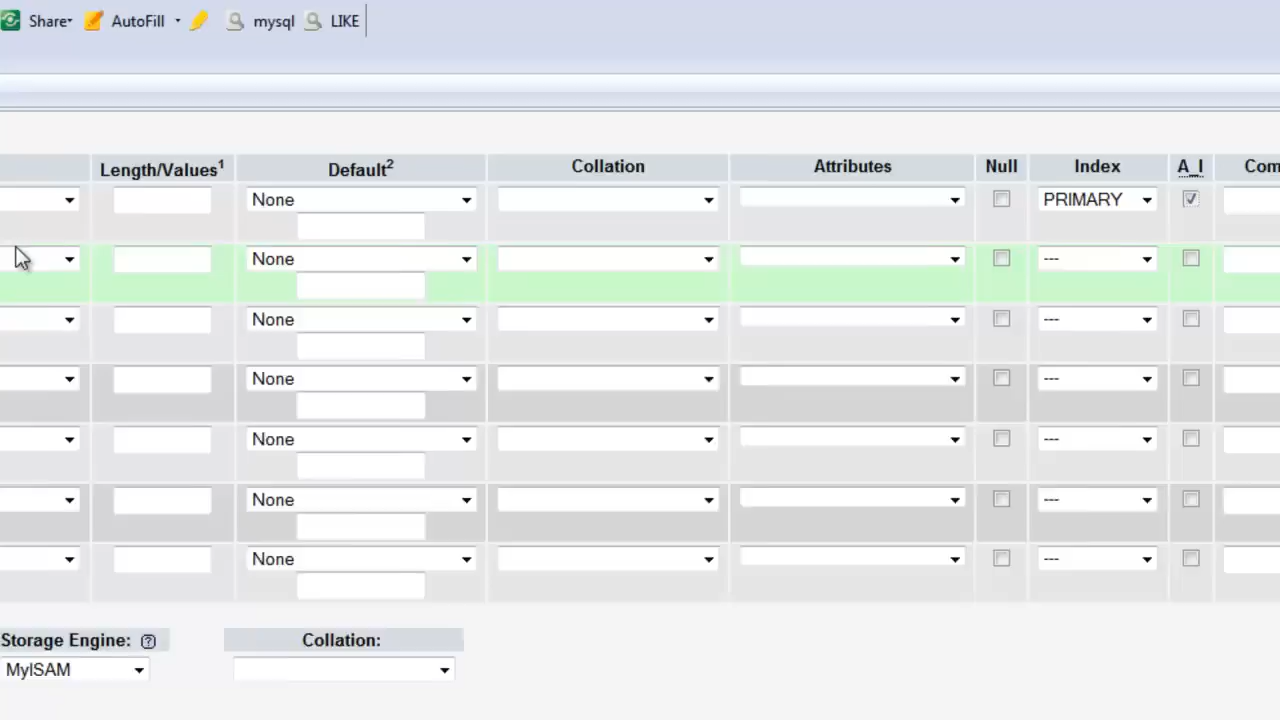 Share AutoFill mysql LIKE
Length/Values1 Default2 Collation Attributes Null Index A_I Com
None PRIMARY
None ---
None ---
None ---
None ---
None ---
None ---
Storage Engine: Collation:
MyISAM